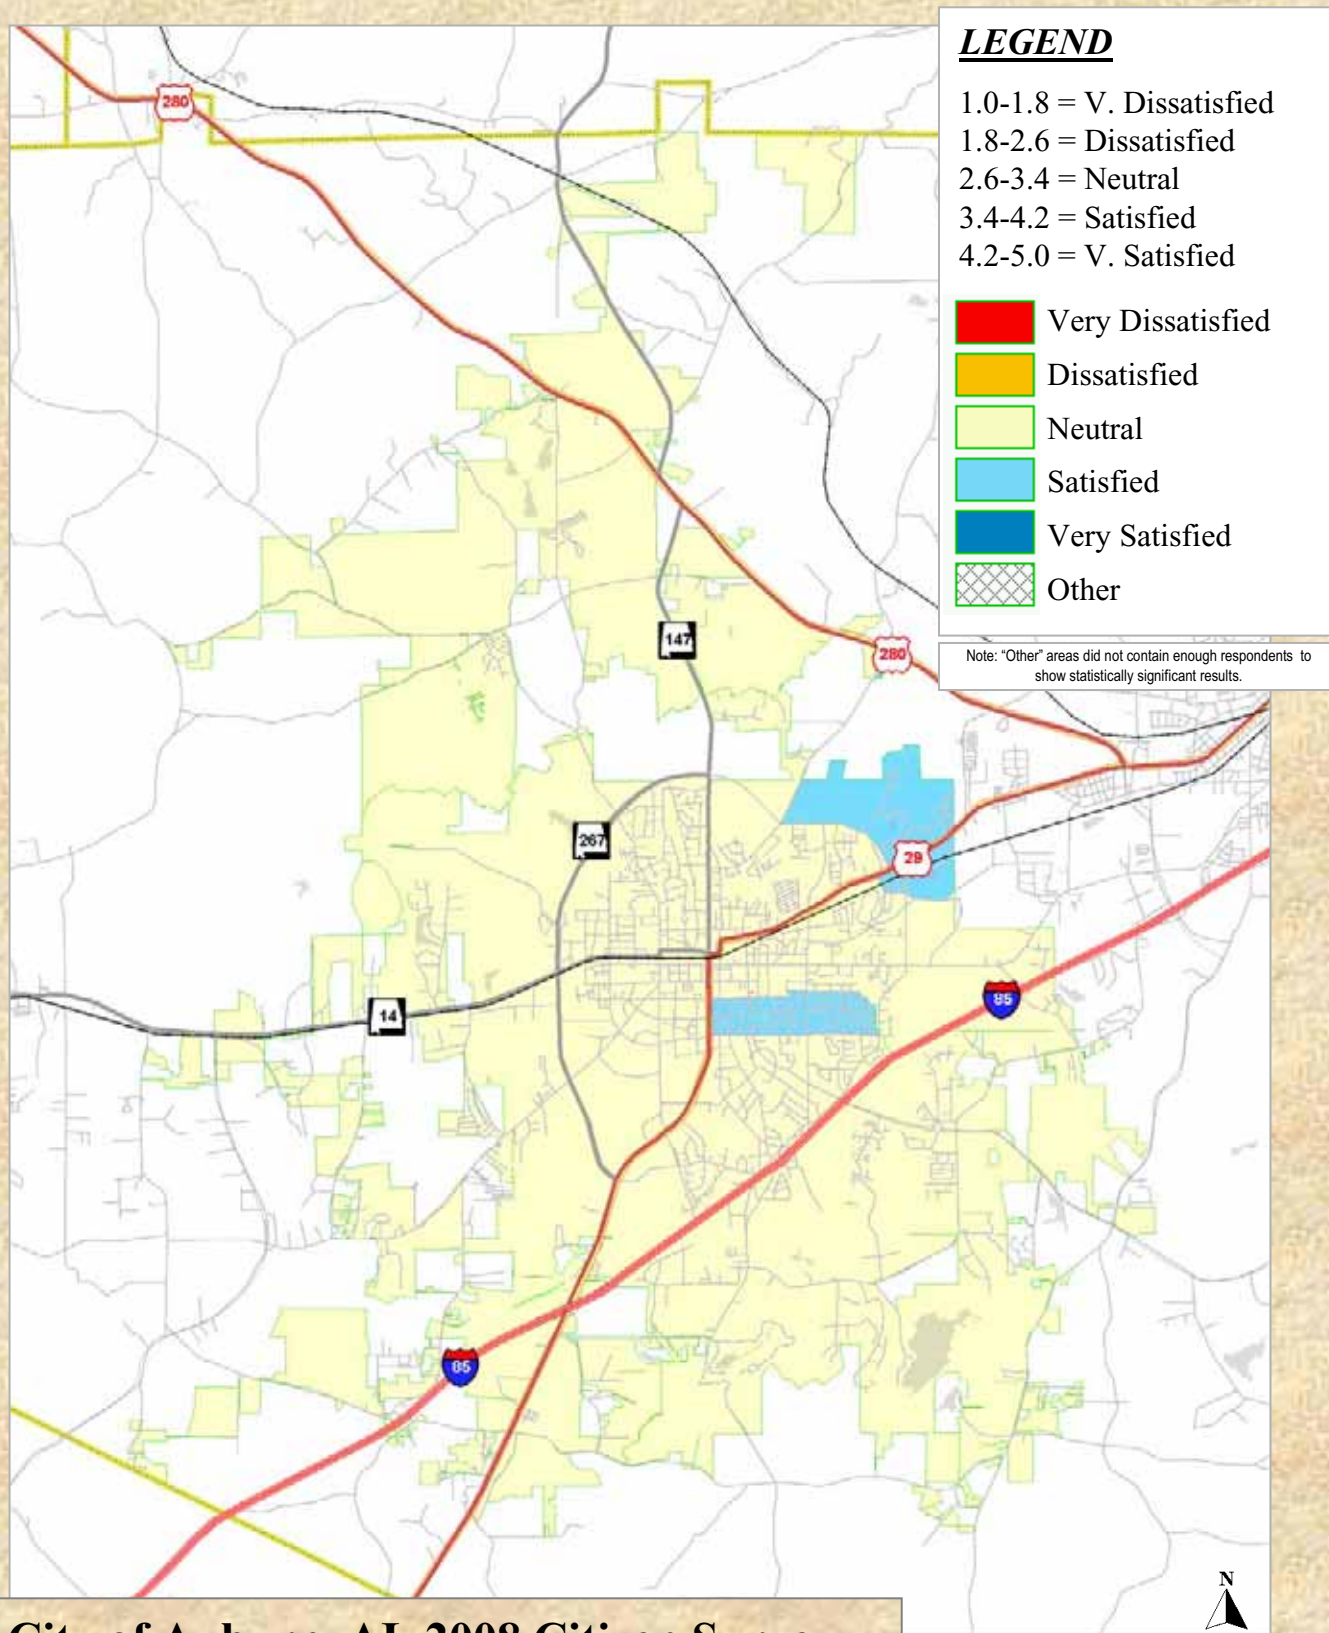 LEGEND
1.0-1.8 = V. Dissatisfied
1.8-2.6 = Dissatisfied
2.6-3.4 = Neutral
3.4-4.2 = Satisfied
4.2-5.0 = V. Satisfied
Very Dissatisfied
Dissatisfied
Neutral
Satisfied
Very Satisfied
Other
Note: “Other” areas did not contain enough respondents to
show statistically significant results.
280
147
280
267
29
85
14
85
N